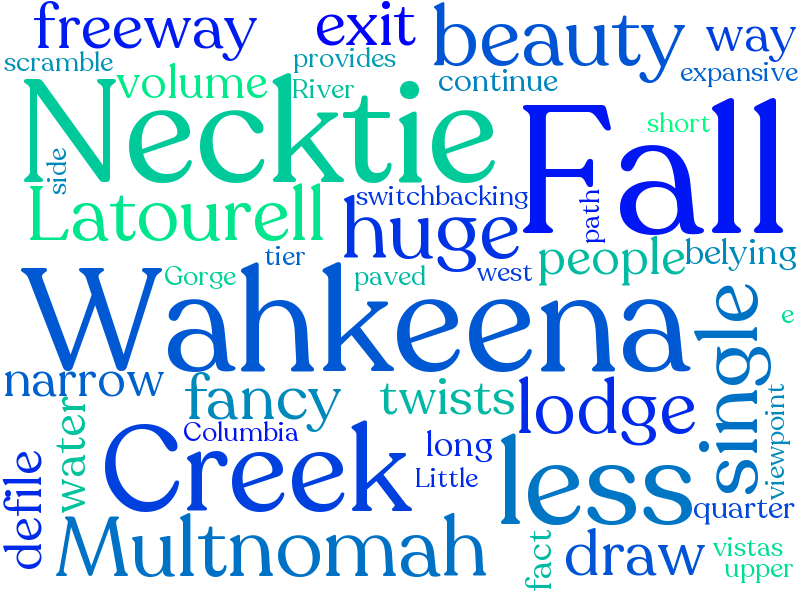 freeway exit beauty way
scramble provides expansive
volume River continue
Necktie Fall short
side
Latourell switchbacking path
huge
tier people belying
Gorge paved west
Wahkeena single e
narrow fancy twists lodge
water viewpoint
Creek Columbia long less
defile Little quarter
Multnomah fact draw vistas
upper